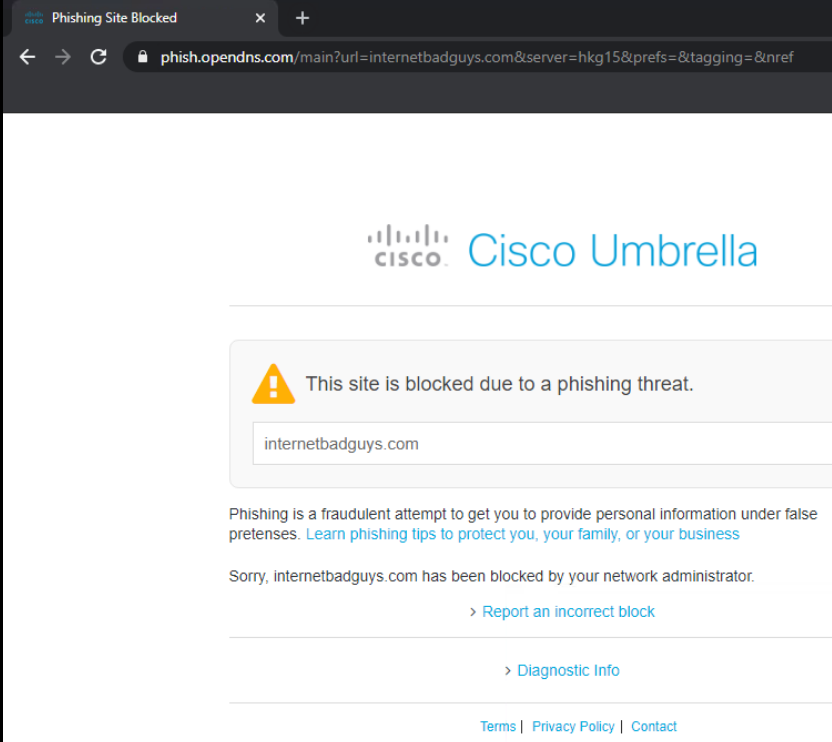 CISCO Phishing Site Blocked
phish.opendns.com/main?url=internetbadguys.com&server=hkg15&prefs=&tagging=&nref
CISCO Cisco Umbrella
This site is blocked due to a phishing threat.
internetbadguys.com
Phishing is a fraudulent attempt to get you to provide personal information under false
pretenses. Learn phishing tips to protect you, your family, or your business
Sorry, internetbadguys.com has been blocked by your network administrator.
> Report an incorrect block
> Diagnostic Info
Terms | Privacy Policy | Contact